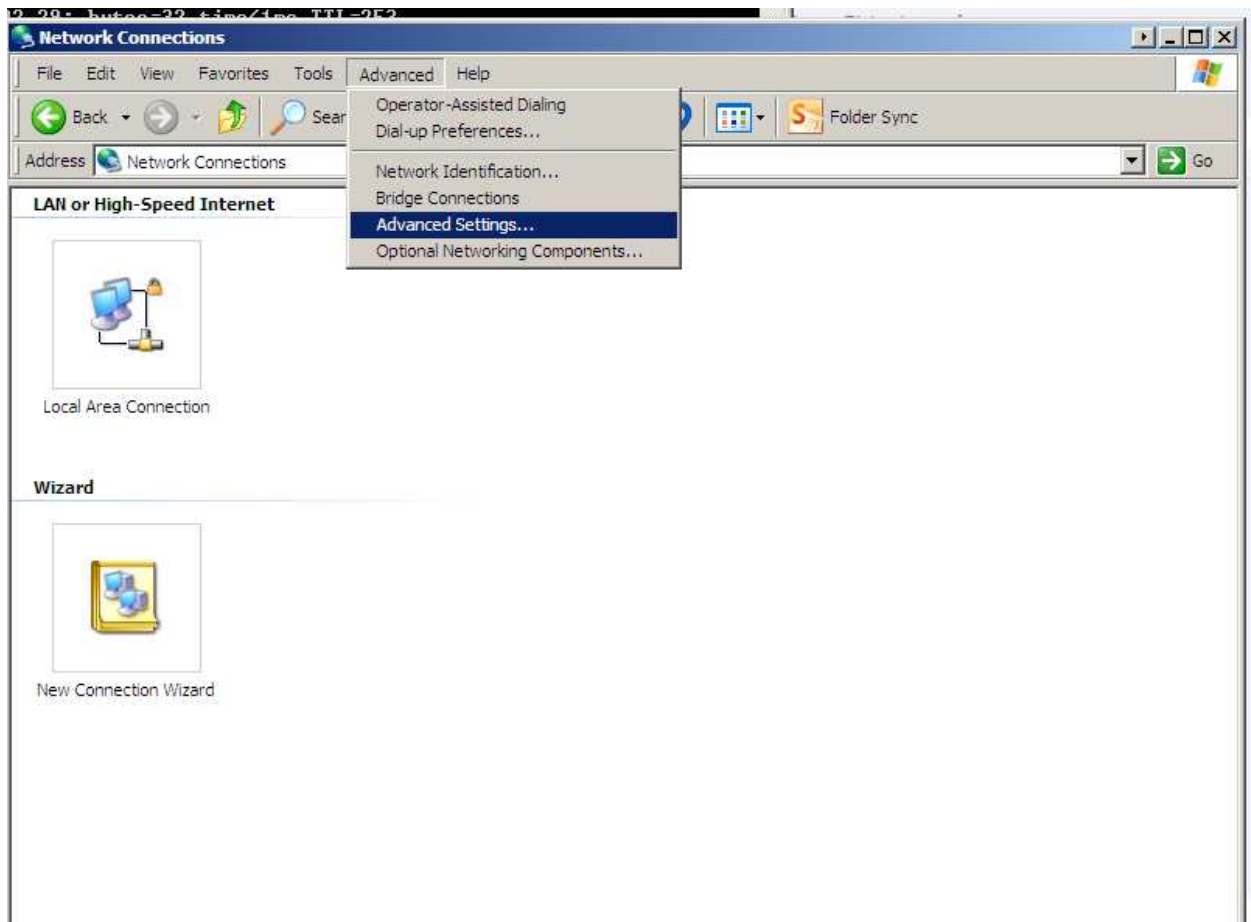 bytes=32
Network Connections
File Edit View Favorites Tools Advanced Help
Back Folder Sync
Address Network Connections Go
Operator-Assisted Dialing
Dial-up Preferences...
Network Identification...
Bridge Connections
Advanced Settings...
Optional Networking Components...
LAN or High-Speed Internet
Local Area Connection
Wizard
New Connection Wizard